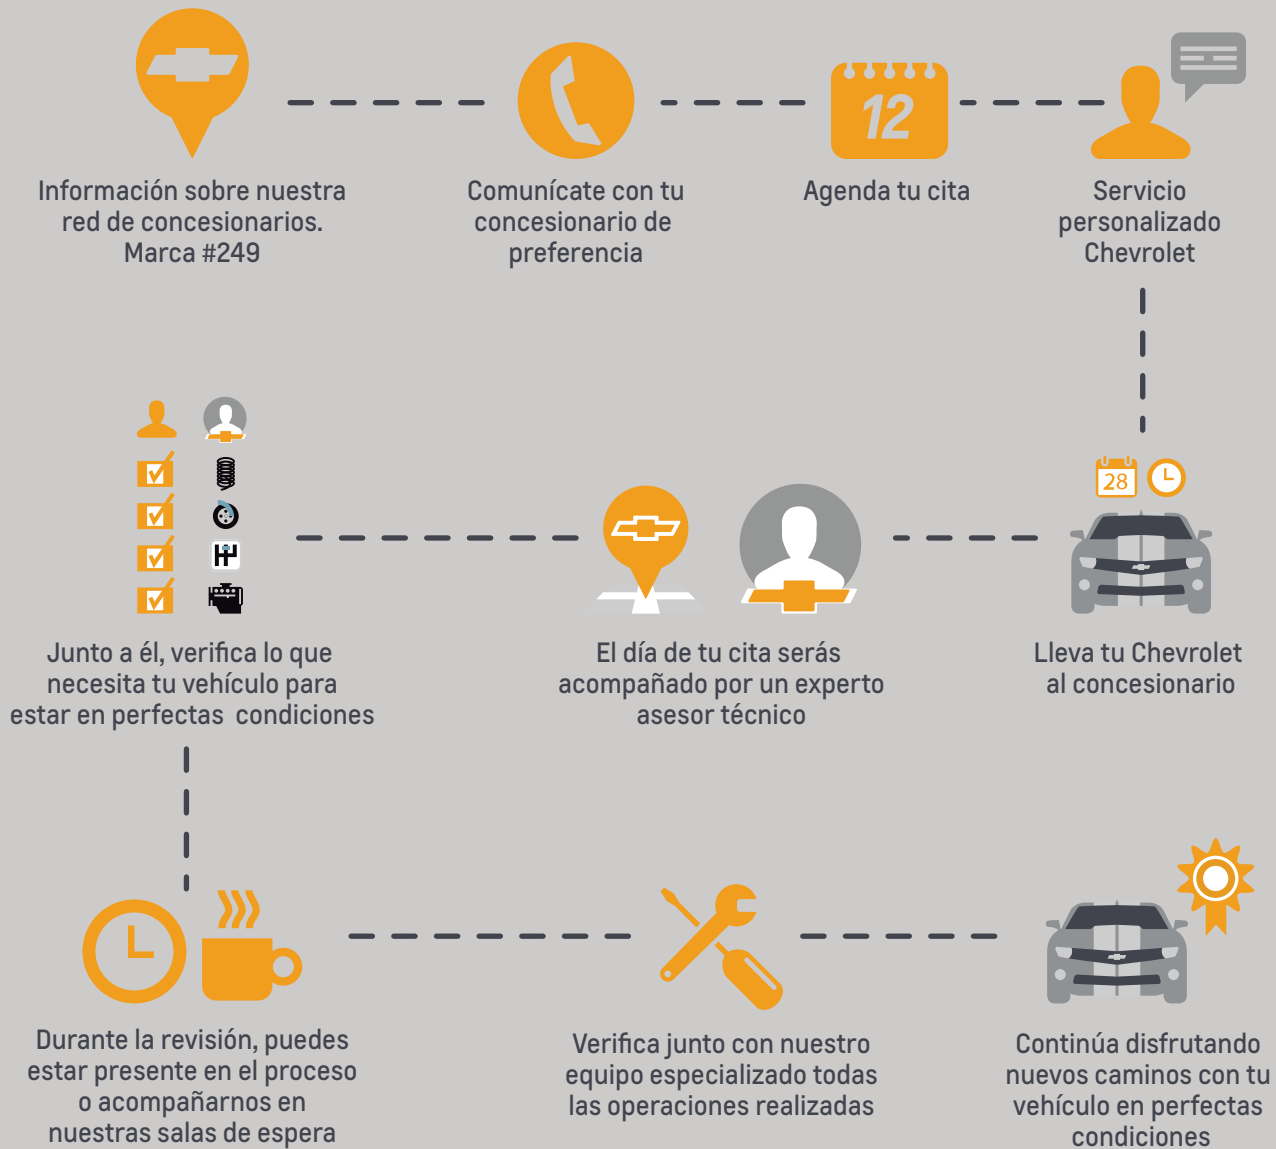 12
Información sobre nuestra
red de concesionarios.
Marca #249
Comunícate con tu
concesionario de
preferencia
Agenda tu cita
Servicio
personalizado
Chevrolet
28
Lleva tu Chevrolet
al concesionario
El día de tu cita serás
acompañado por un experto
asesor técnico
Junto a él, verifica lo que
necesita tu vehículo para
estar en perfectas condiciones
Durante la revisión, puedes
estar presente en el proceso
o acompañarnos en
nuestras salas de espera
Verifica junto con nuestro
equipo especializado todas
las operaciones realizadas
Continúa disfrutando
nuevos caminos con tu
vehículo en perfectas
condiciones